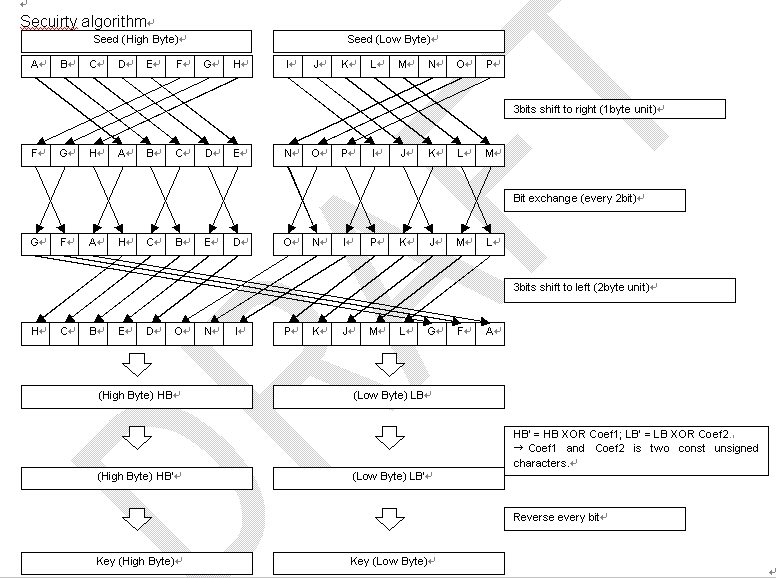 Secuirty algorithm
Seed (High Byte) Seed (Low Byte)
A B C D E F G H I J K L M N O P
3bits shift to right (1byte unit)
F G H A B C D E N O P I J K L M
Bit exchange (every 2bit)
G F A H C B E D O N I P K J M L
3bits shift to left (2byte unit)
H C B E D O N I P K J M L G F A
(High Byte) HB (Low Byte) LB
HB' = HB XOR Coef1; LB' = LB XOR Coef2.
→ Coef1 and Coef2 is two const unsigned
characters.
(High Byte) HB' (Low Byte) LB'
Reverse every bit
Key (High Byte) Key (Low Byte)
DRAFT